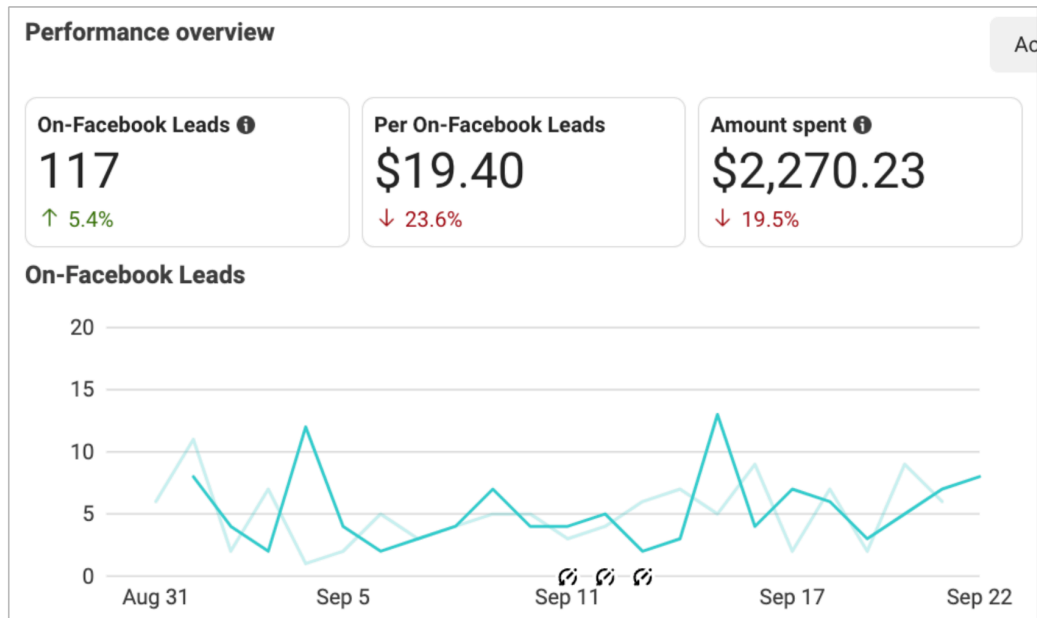 Performance overview
Ac
On-Facebook Leads
117
↑ 5.4%
Per On-Facebook Leads
$19.40
↓ 23.6%
Amount spent
$2,270.23
↓ 19.5%
On-Facebook Leads
20
15
10
5
0
Aug 31 Sep 5 Sep 11 Sep 17 Sep 22